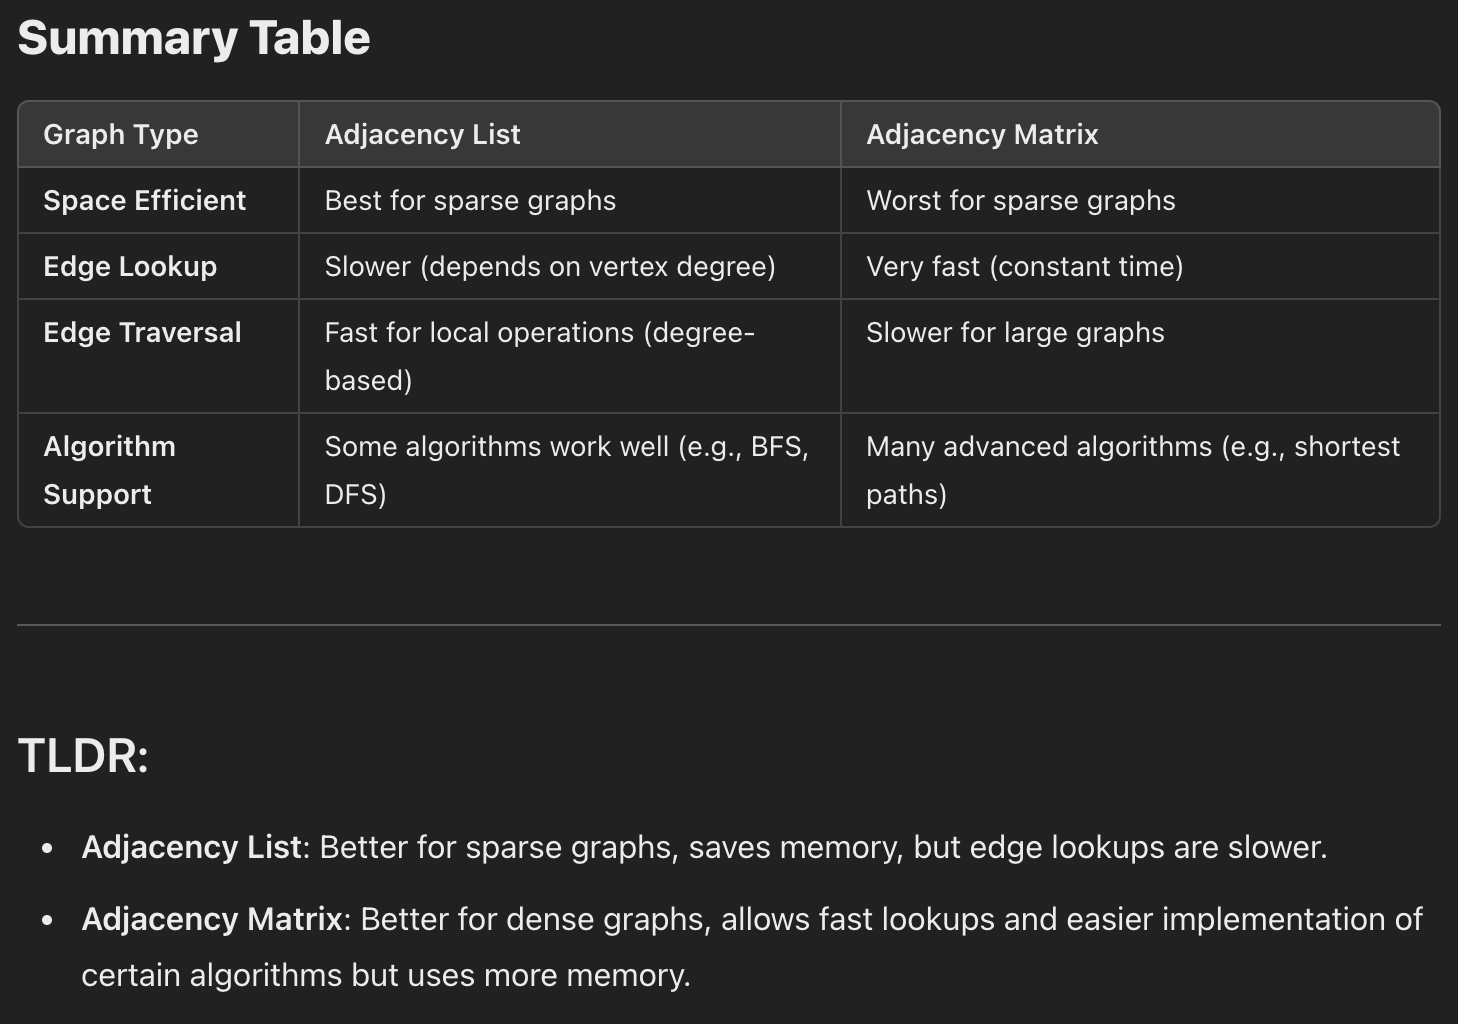 Summary Table
Graph Type Adjacency List Adjacency Matrix
Space Efficient Best for sparse graphs Worst for sparse graphs
Edge Lookup Slower (depends on vertex degree) Very fast (constant time)
Edge Traversal Fast for local operations (degree- Slower for large graphs
based)
Algorithm Some algorithms work well (e.g., BFS, Many advanced algorithms (e.g., shortest
Support DFS) paths)
TLDR:
• Adjacency List: Better for sparse graphs, saves memory, but edge lookups are slower.
• Adjacency Matrix: Better for dense graphs, allows fast lookups and easier implementation of
certain algorithms but uses more memory.